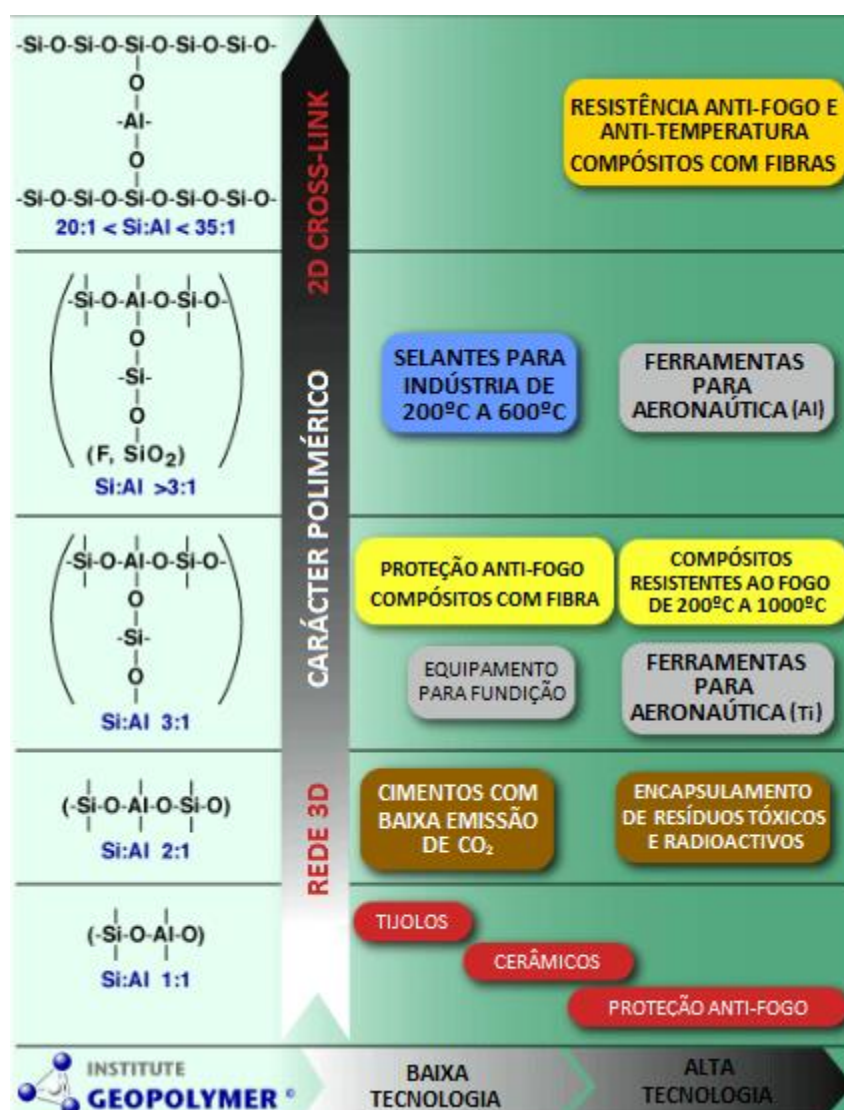 -Si-O-Si-O-Si-O-Si-O-Si-O-
O
-Al-
O
-Si-O-Si-O-Si-O-Si-O-Si-O-
20:1 < Si:Al < 35:1
RESISTÊNCIA ANTI-FOGO E
ANTI-TEMPERATURA
COMPÓSITOS COM FIBRAS
2D CROSS-LINK
-Si-O-Al-O-Si-O-
O
-Si-
O
(F, SiO₂)
Si:Al >3:1
SELANTES PARA
INDÚSTRIA DE
200ºC A 600ºC
FERRAMENTAS
PARA
AERONAÚTICA (Al)
CARÁCTER POLIMÉRICO
-Si-O-Al-O-Si-O-
O
-Si-
O
Si:Al 3:1
PROTEÇÃO ANTI-FOGO
COMPÓSITOS COM FIBRA
COMPÓSITOS
RESISTENTES AO FOGO
DE 200ºC A 1000ºC
EQUIPAMENTO
PARA FUNDIÇÃO
FERRAMENTAS
PARA
AERONAÚTICA (Ti)
REDE 3D
(-Si-O-Al-O-Si-O)
Si:Al 2:1
CIMENTOS COM
BAIXA EMISSÃO
DE CO₂
ENCAPSULAMENTO
DE RESÍDUOS TÓXICOS
E RADIOACTIVOS
(-Si-O-Al-O)
Si:Al 1:1
TIJOLOS
CERÂMICOS
PROTEÇÃO ANTI-FOGO
INSTITUTE
GEOPOLYMER ©
BAIXA
TECNOLOGIA
ALTA
TECNOLOGIA